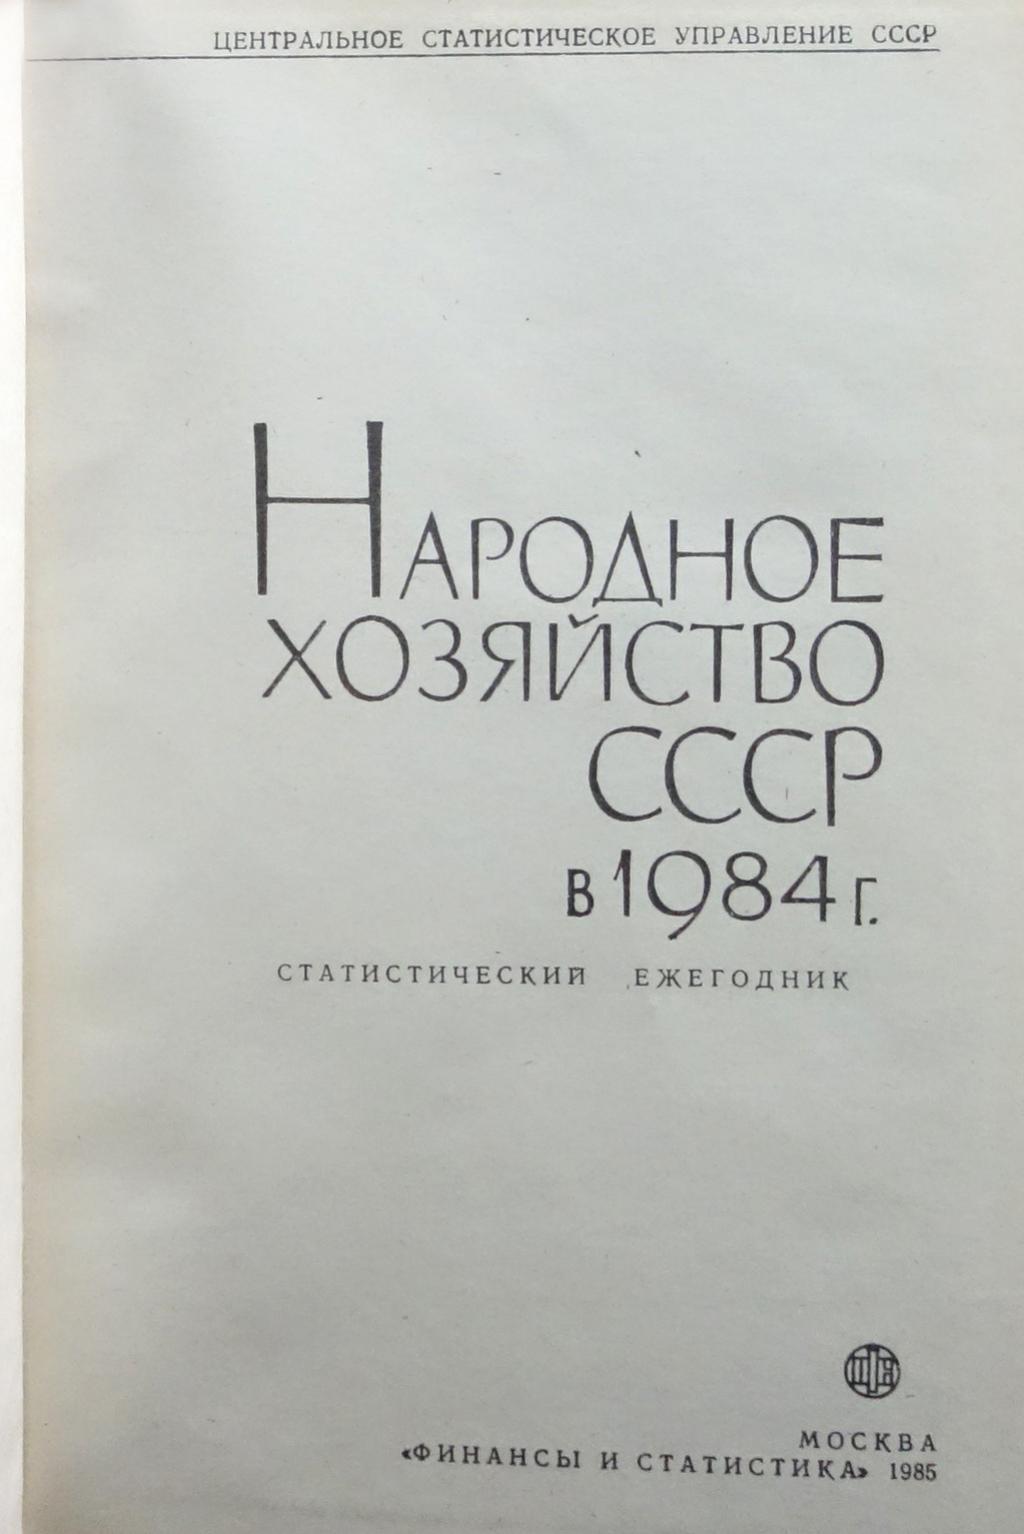 ЦЕНТРАЛЬНОЕ СТАТИСТИЧЕСКОЕ УПРАВЛЕНИЕ СССР
НАРОДНОЕ
ХОЗЯЙСТВО
СССР
в 1984 г.
СТАТИСТИЧЕСКИЙ ЕЖЕГОДНИК
МОСКВА
«ФИНАНСЫ И СТАТИСТИКА» 1985